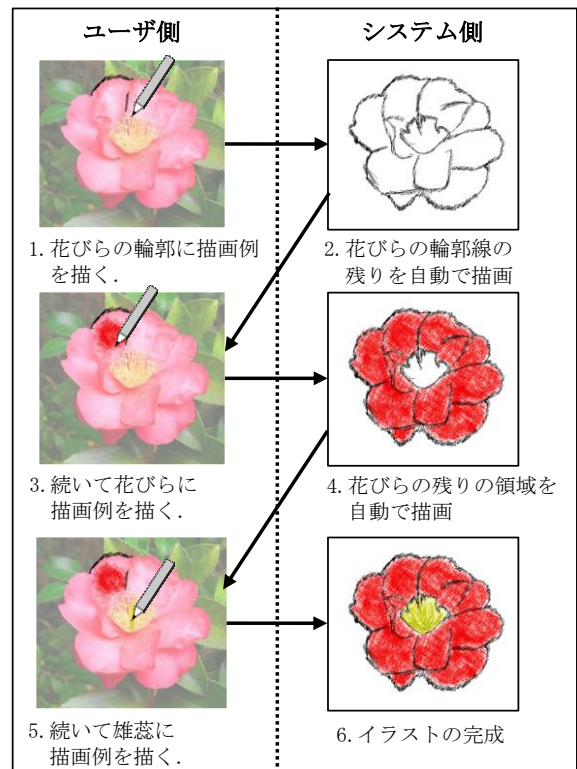 ユーザ側
システム側
1. 花びらの輪郭に描画例
を描く.
2. 花びらの輪郭線の
残りを自動で描画
3. 続いて花びらに
描画例を描く.
4. 花びらの残りの領域を
自動で描画
5. 続いて雄蕊に
描画例を描く.
6. イラストの完成